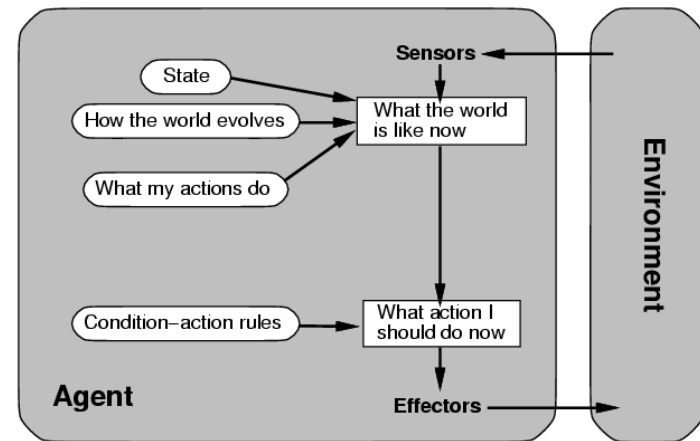 Sensors
State
What the world
is like now
How the world evolves
What my actions do
Environment
Condition–action rules
What action I
should do now
Agent
Effectors